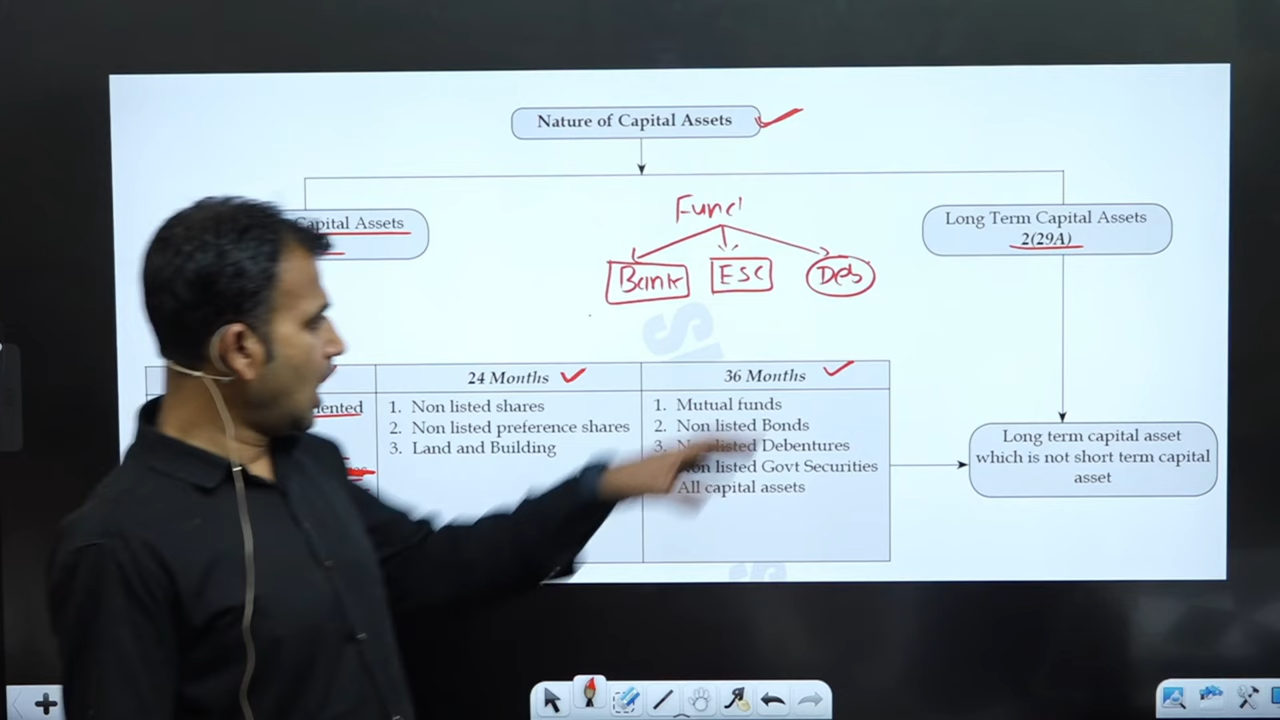 Nature of Capital Assets
Capital Assets
Long Term Capital Assets
2(29A)
Fund
Bank
ESC
Deb
24 Months
1. Non listed shares
2. Non listed preference shares
3. Land and Building
36 Months
1. Mutual funds
2. Non listed Bonds
3. Non listed Debentures
Non listed Govt Securities
All capital assets
Long term capital asset
which is not short term capital
asset